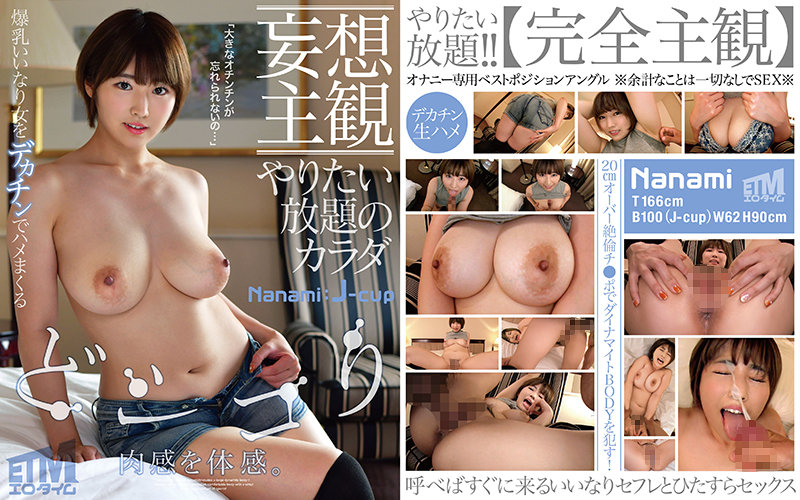 爆乳いいなり女をデカチンでハメまくる
「大きなオチンチンが
忘れられないの…」
妄想
主観
やりたい
放題の
カラダ
Nanami:J-cup
どエロ
肉感を体感。
ETM
エロタイム
やりたい
放題!!
【完全主観】
オナニー専用ベストポジションアングル ※余計なことは一切なしでSEX※
デカチン
生ハメ
20㎝オーバー絶倫チ●ポでダイナマイトBODYを犯す!
Nanami
ETM
エロタイム
T166cm
B100(J-cup)W62 H90cm
呼べばすぐに来るいいなりセフレとひたすらセックス